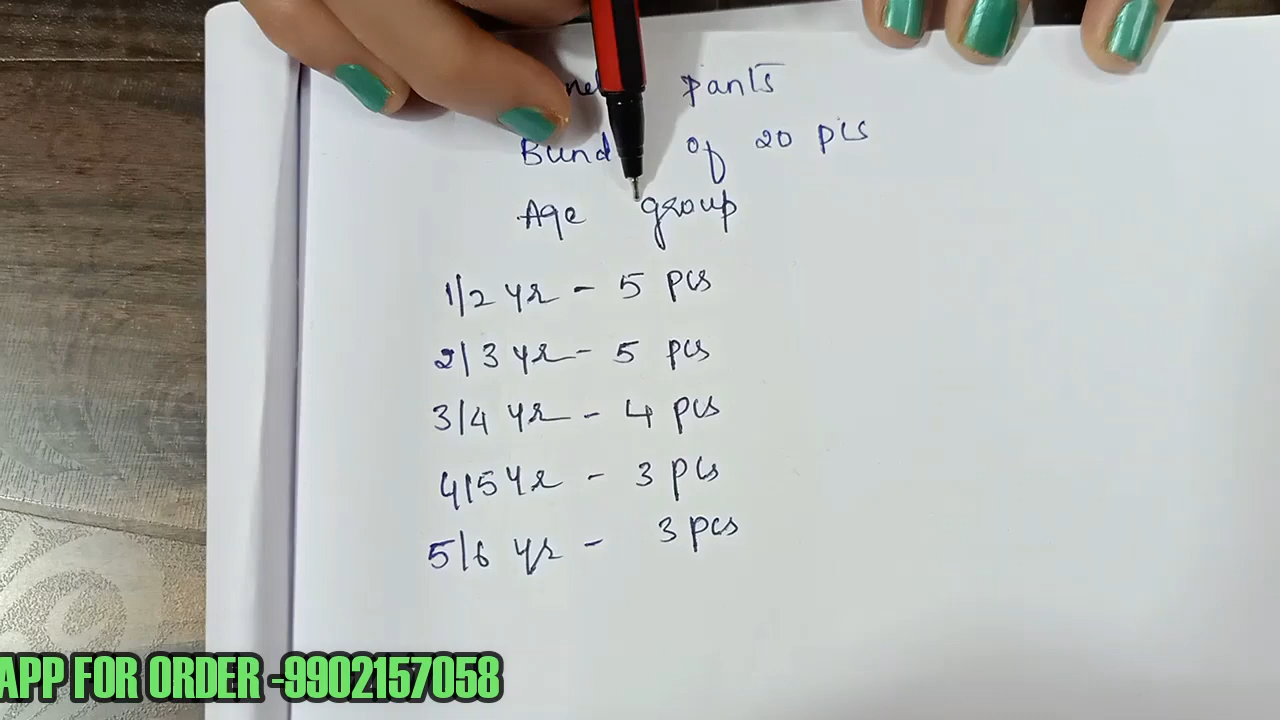 pants
of 20 pcs
Age group
1/2 yr - 5 pcs
2/3 yr - 5 pcs
3/4 yr - 4 pcs
4/5 yr - 3 pcs
5/6 yr - 3 pcs
APP FOR ORDER -9902157058